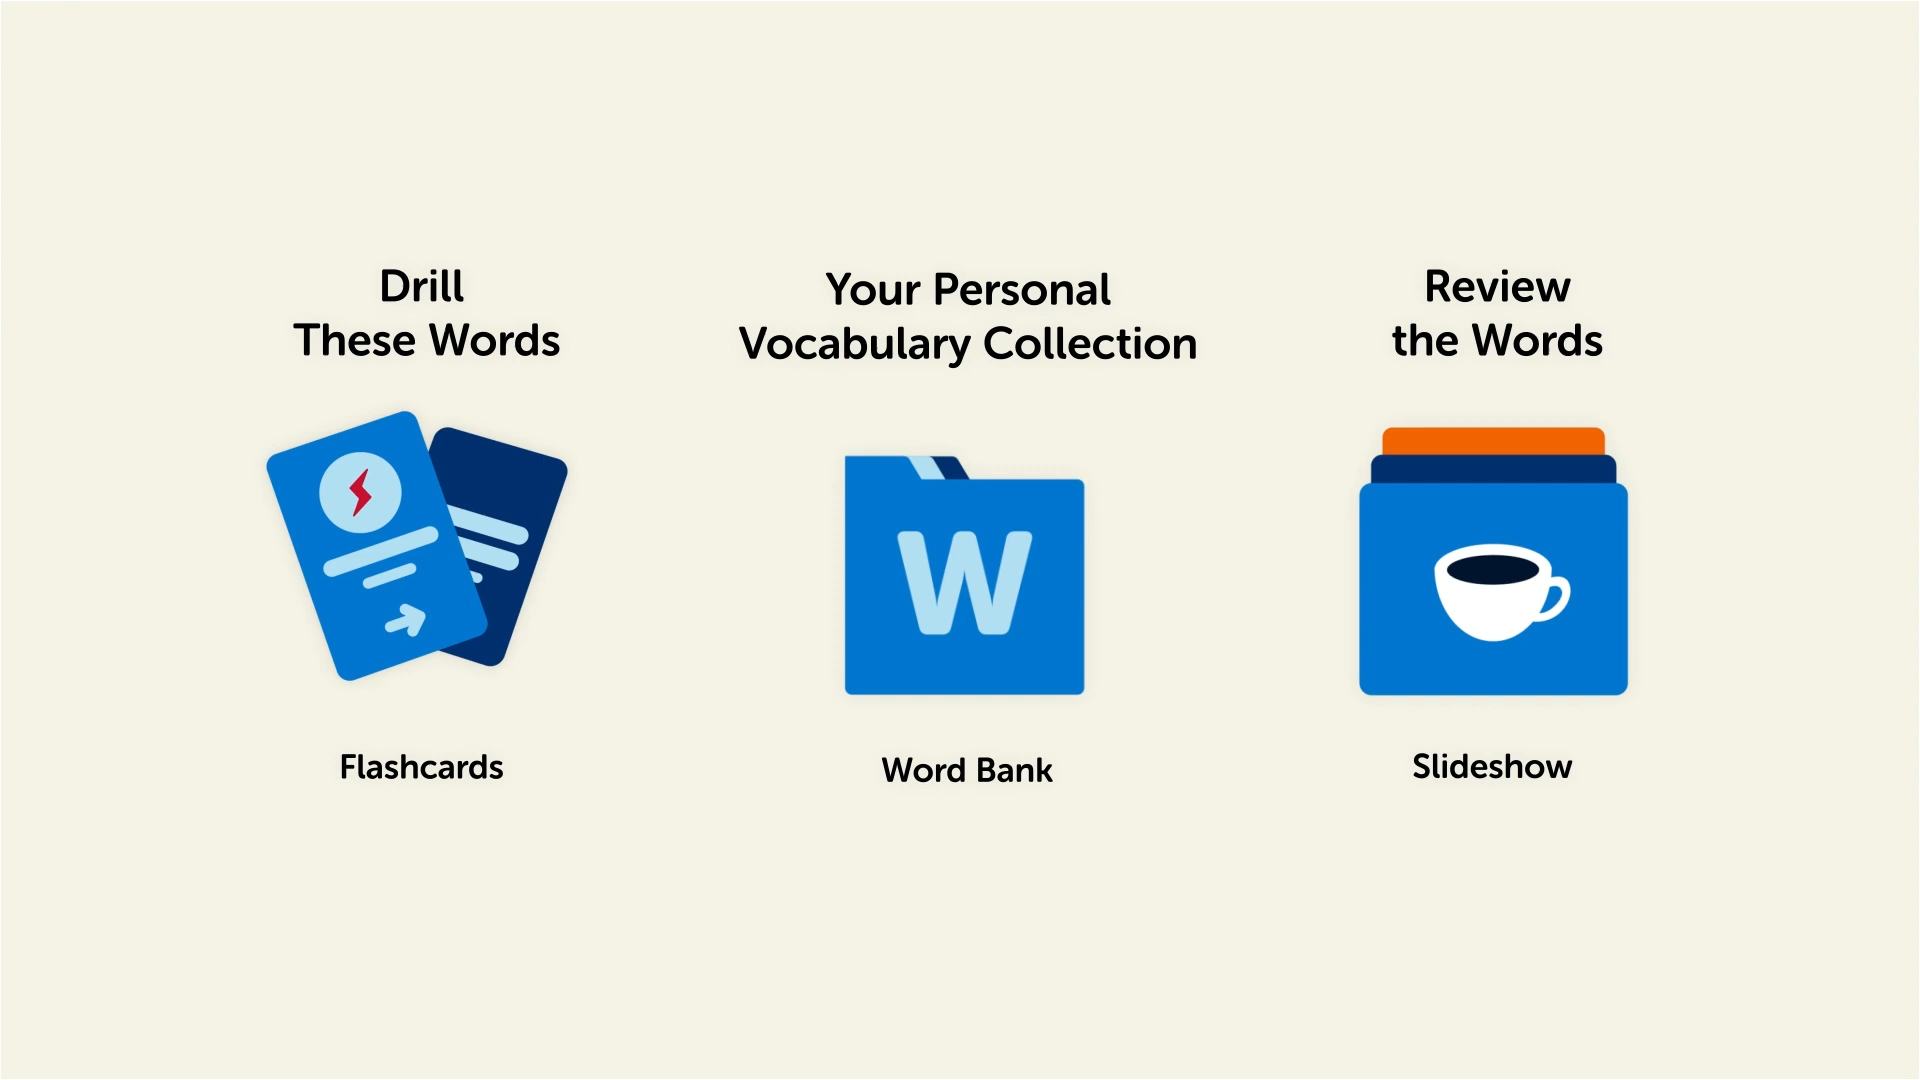 Drill
These Words
Flashcards
Your Personal
Vocabulary Collection
W
Word Bank
Review
the Words
Slideshow